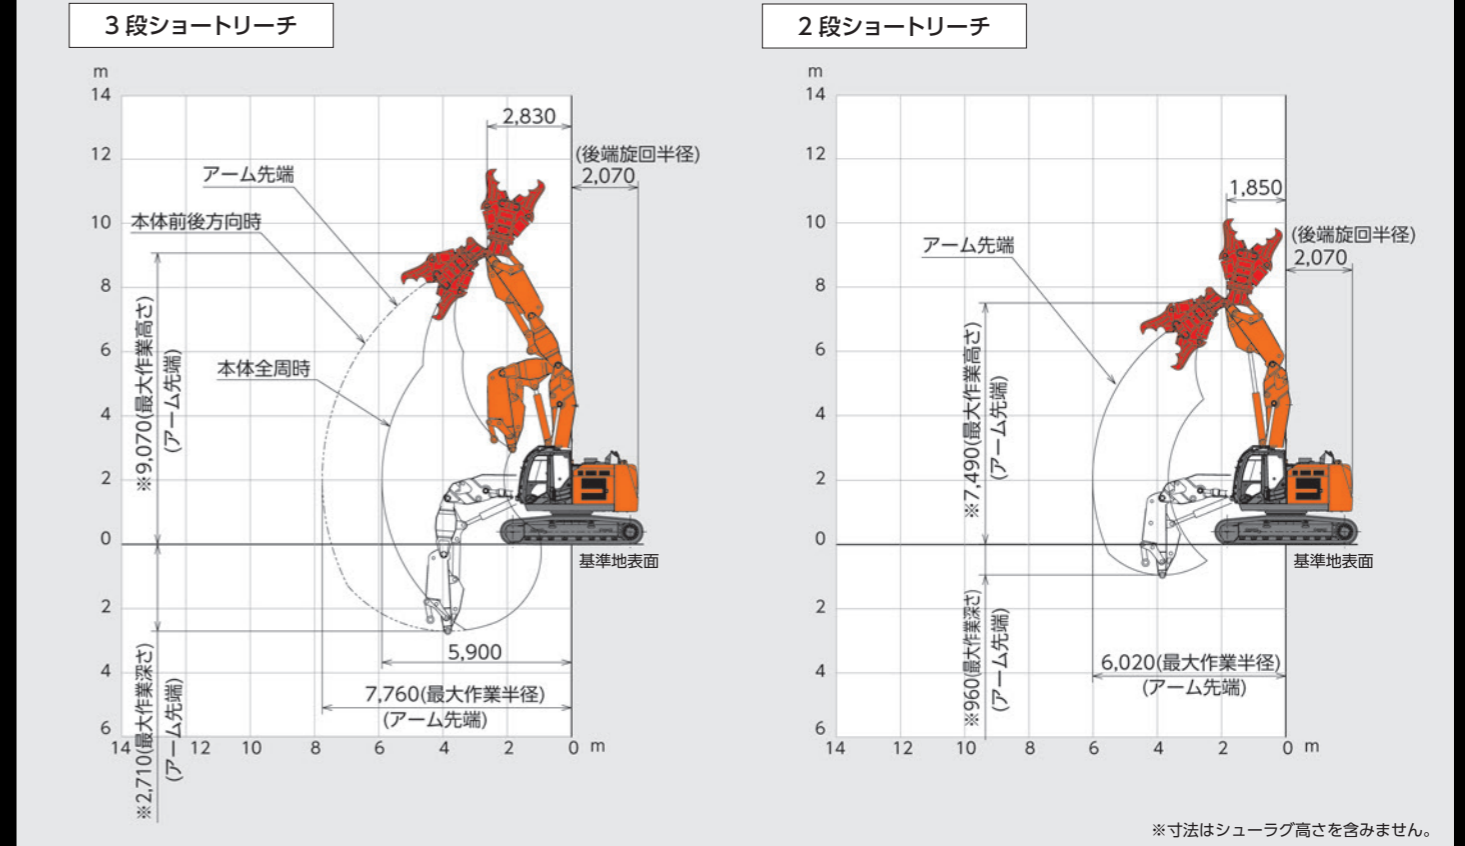 3段ショートリーチ
m
14
12
10
8
6
4
2
0
2
4
6
14
12
10
8
6
4
2
0
m
2,830
(後端旋回半径)
2,070
アーム先端
本体前後方向時
本体全周時
※9,070(最大作業高さ)
(アーム先端)
基準地表面
※2,710(最大作業深さ)
(アーム先端)
5,900
7,760(最大作業半径)
(アーム先端)
2段ショートリーチ
m
14
12
10
8
6
4
2
0
2
4
6
14
12
10
8
6
4
2
0
m
1,850
(後端旋回半径)
2,070
アーム先端
※7,490(最大作業高さ)
(アーム先端)
基準地表面
※960(最大作業深さ)
(アーム先端)
6,020(最大作業半径)
(アーム先端)
※寸法はシューラグ高さを含みません。